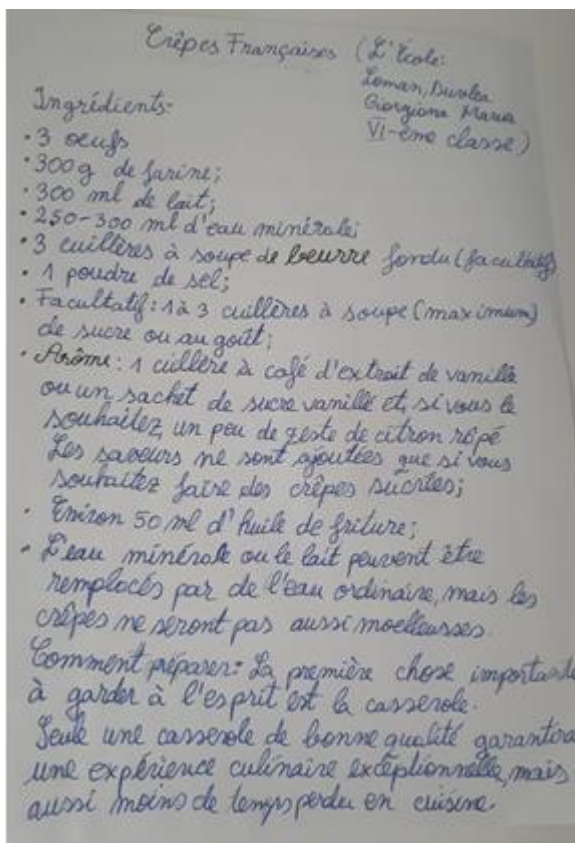 Crêpes Françaises (L'École:
Loman, Duvlea
Giorgiana Maria
VI-ème classe)
Ingrédients:
• 3 oeufs
• 300g de farine;
• 300 ml de lait;
• 250-300 ml d'eau minérale;
• 3 cuillères à soupe de beurre fondu (facultatif)
• 1 poudre de sel;
• Facultatif: 1 à 3 cuillères à soupe (maximum)
de sucre ou au goût;
• Arôme: 1 cuillère à café d'extrait de vanille
ou un sachet de sucre vanillé et, si vous le
souhaitez, un peu de zeste de citron râpé
Les saveurs ne sont ajoutées que si vous
souhaitez faire des crêpes sucrées;
• Environ 50 ml d'huile de friture;
• L'eau minérale ou le lait peuvent être
remplacés par de l'eau ordinaire, mais les
crêpes ne seront pas aussi moelleusses.
Comment préparer: La première chose importante
à garder à l'esprit est la casserole.
Seule une casserole de bonne qualité garantira
une expérience culinaire exceptionnelle, mais
aussi moins de temps perdu en cuisine.